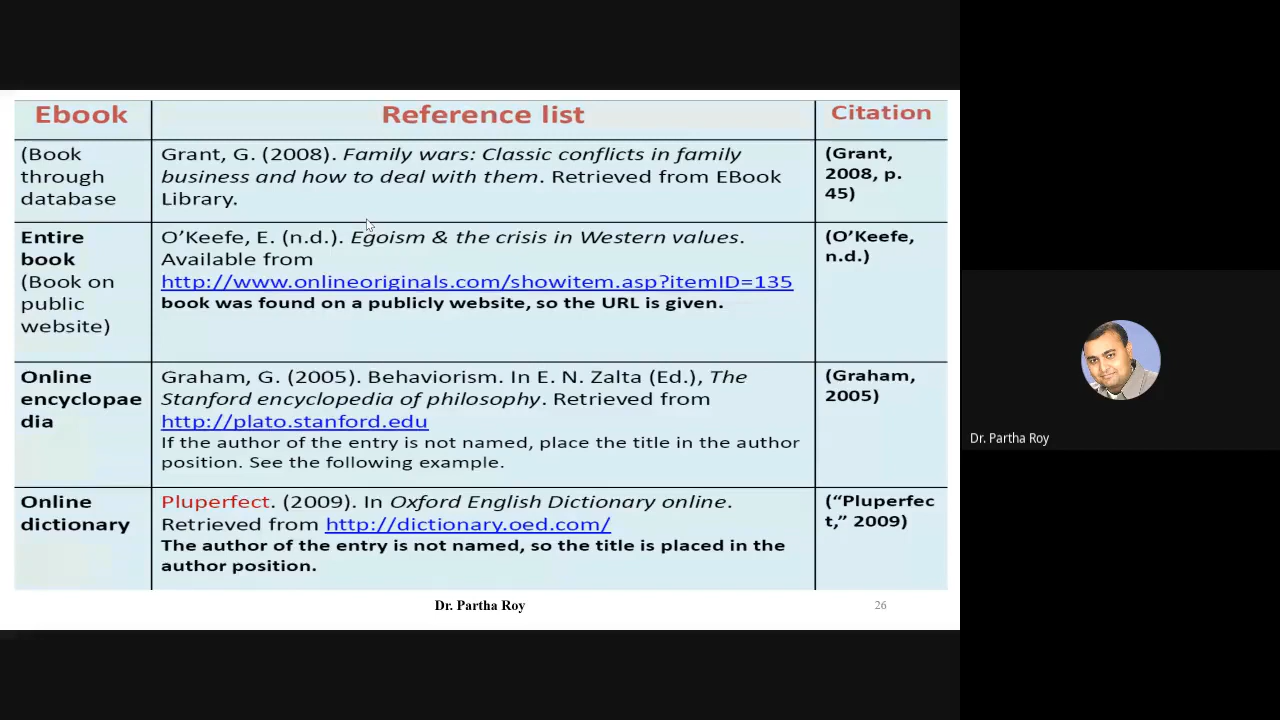 Ebook
Reference list
Citation
(Book
through
database
Grant, G. (2008). Family wars: Classic conflicts in family
business and how to deal with them. Retrieved from EBook
Library.
(Grant,
2008, p.
45)
Entire
book
(Book on
public
website)
O’Keefe, E. (n.d.). Egoism & the crisis in Western values.
Available from
http://www.onlineoriginals.com/showitem.asp?itemID=135
book was found on a publicly website, so the URL is given.
(O’Keefe,
n.d.)
Online
encyclopae
dia
Graham, G. (2005). Behaviorism. In E. N. Zalta (Ed.), The
Stanford encyclopedia of philosophy. Retrieved from
http://plato.stanford.edu
If the author of the entry is not named, place the title in the author
position. See the following example.
(Graham,
2005)
Online
dictionary
Pluperfect. (2009). In Oxford English Dictionary online.
Retrieved from http://dictionary.oed.com/
The author of the entry is not named, so the title is placed in the
author position.
(“Pluperfec
t,” 2009)
Dr. Partha Roy
26
Dr. Partha Roy